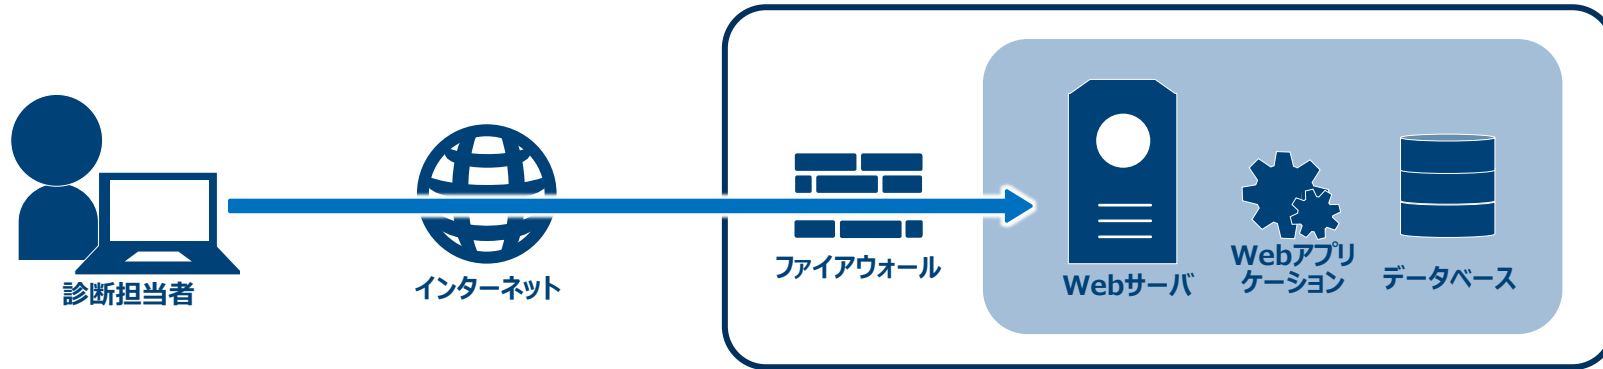 診断担当者
インターネット
ファイアウォール
Webサーバ
Webアプリ
ケーション
データベース